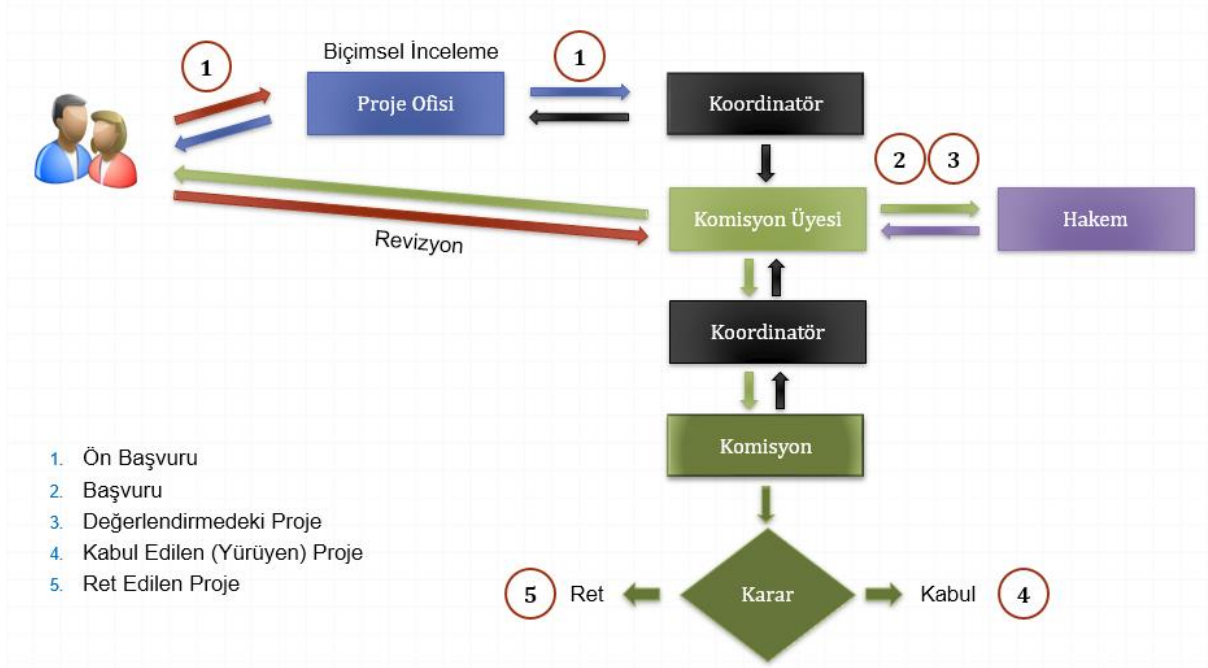 Biçimsel İnceleme
1
1
Proje Ofisi
Koordinatör
2
3
Komisyon Üyesi
Hakem
Revizyon
Koordinatör
Komisyon
1. Ön Başvuru
2. Başvuru
3. Değerlendirmedeki Proje
4. Kabul Edilen (Yürüyen) Proje
5. Ret Edilen Proje
5
Ret
Karar
Kabul
4